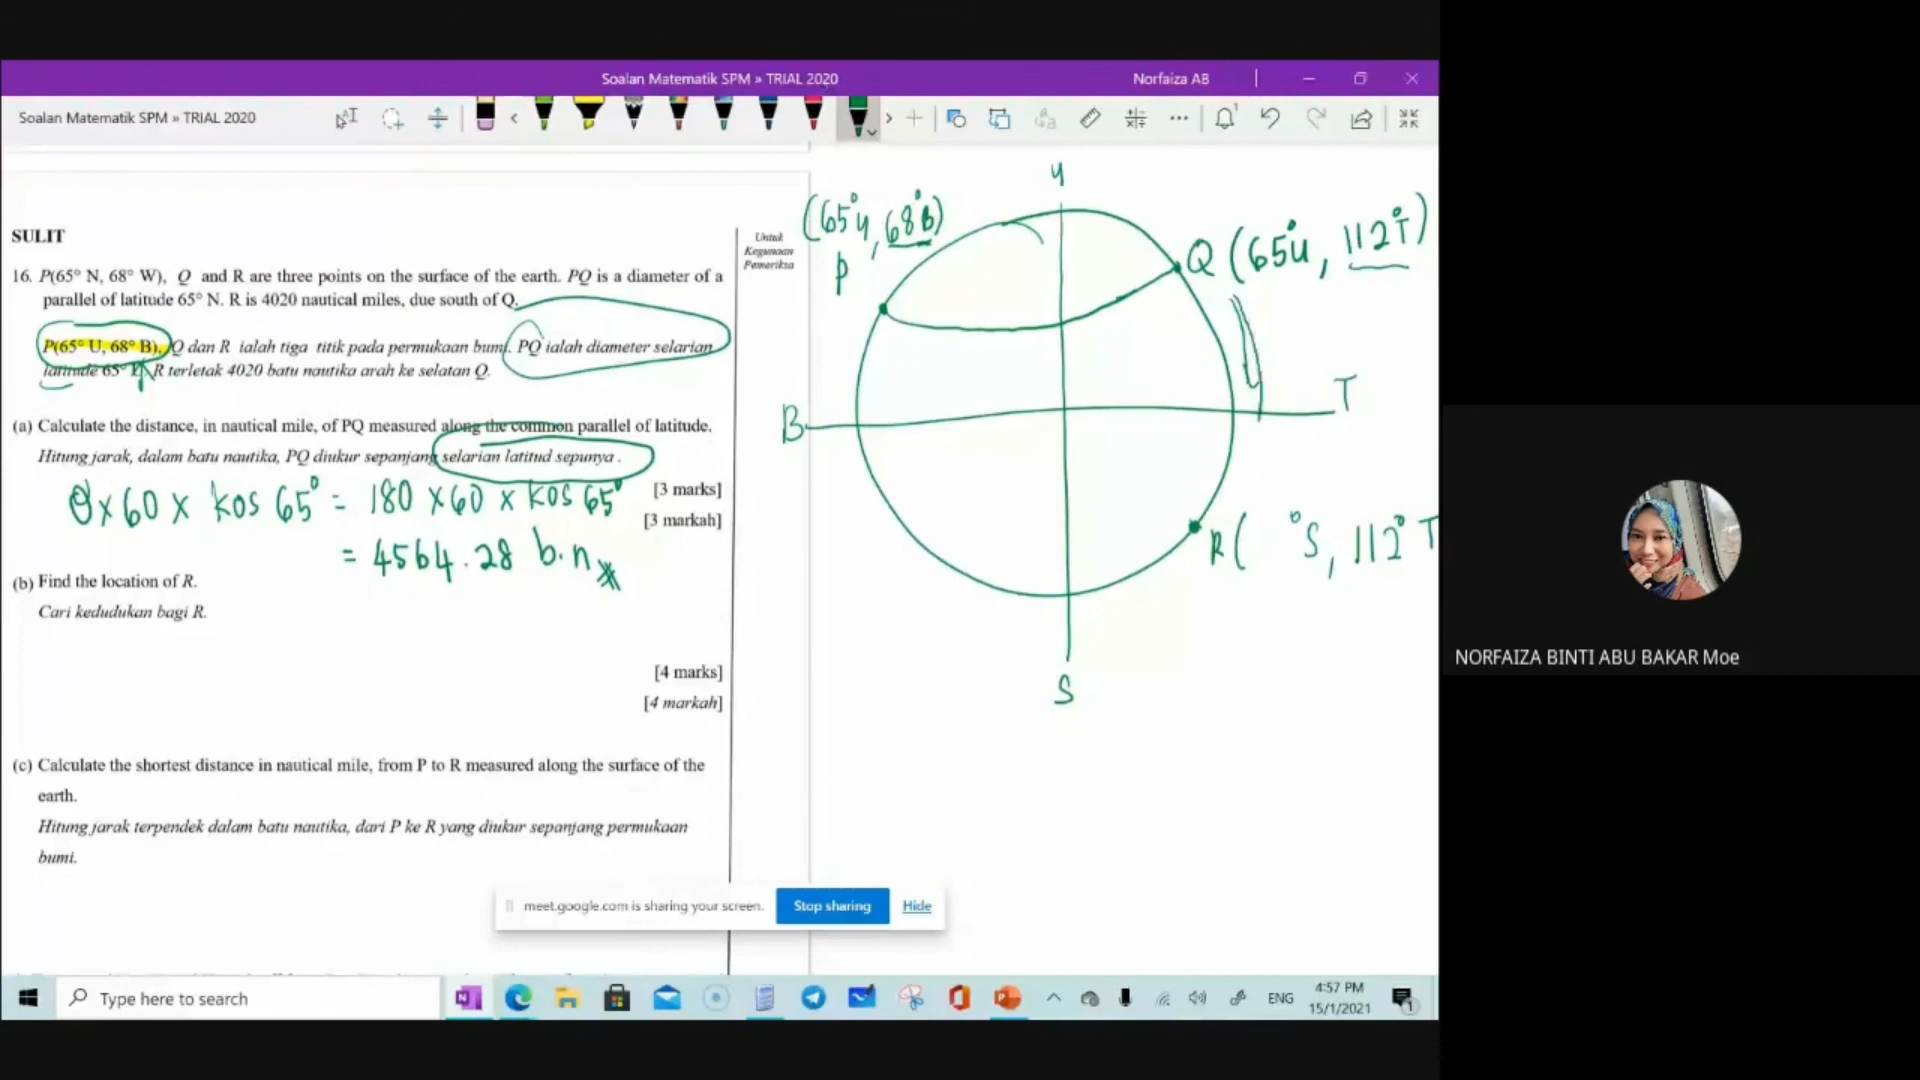 Soalan Matematik SPM » TRIAL 2020
Norfaiza AB
Soalan Matematik SPM » TRIAL 2020
SULIT
Untuk
Kegunaan
Pemeriksa
16. P(65° N, 68° W), Q and R are three points on the surface of the earth. PQ is a diameter of a
parallel of latitude 65° N. R is 4020 nautical miles, due south of Q.
P(65° U, 68° B), Q dan R ialah tiga titik pada permukaan bumi. PQ ialah diameter selarian
latitude 65° R terletak 4020 batu nautika arah ke selatan Q.
(a) Calculate the distance, in nautical mile, of PQ measured along the common parallel of latitude.
Hitung jarak, dalam batu nautika, PQ diukur sepanjang selarian latitud sepunya.
θ x 60 x kos 65° = 180 x 60 x kos 65°
[3 marks]
[3 markah]
= 4564.28 b.n
(b) Find the location of R.
Cari kedudukan bagi R.
[4 marks]
[4 markah]
(c) Calculate the shortest distance in nautical mile, from P to R measured along the surface of the
earth.
Hitung jarak terpendek dalam batu nautika, dari P ke R yang diukur sepanjang permukaan
bumi.
U
(65°U, 68°B)
P
Q (65°U, 112°T)
B
T
R( °S, 112° T
S
NORFAIZA BINTI ABU BAKAR Moe
meet.google.com is sharing your screen.
Stop sharing
Hide
Type here to search
ENG
4:57 PM
15/1/2021
1